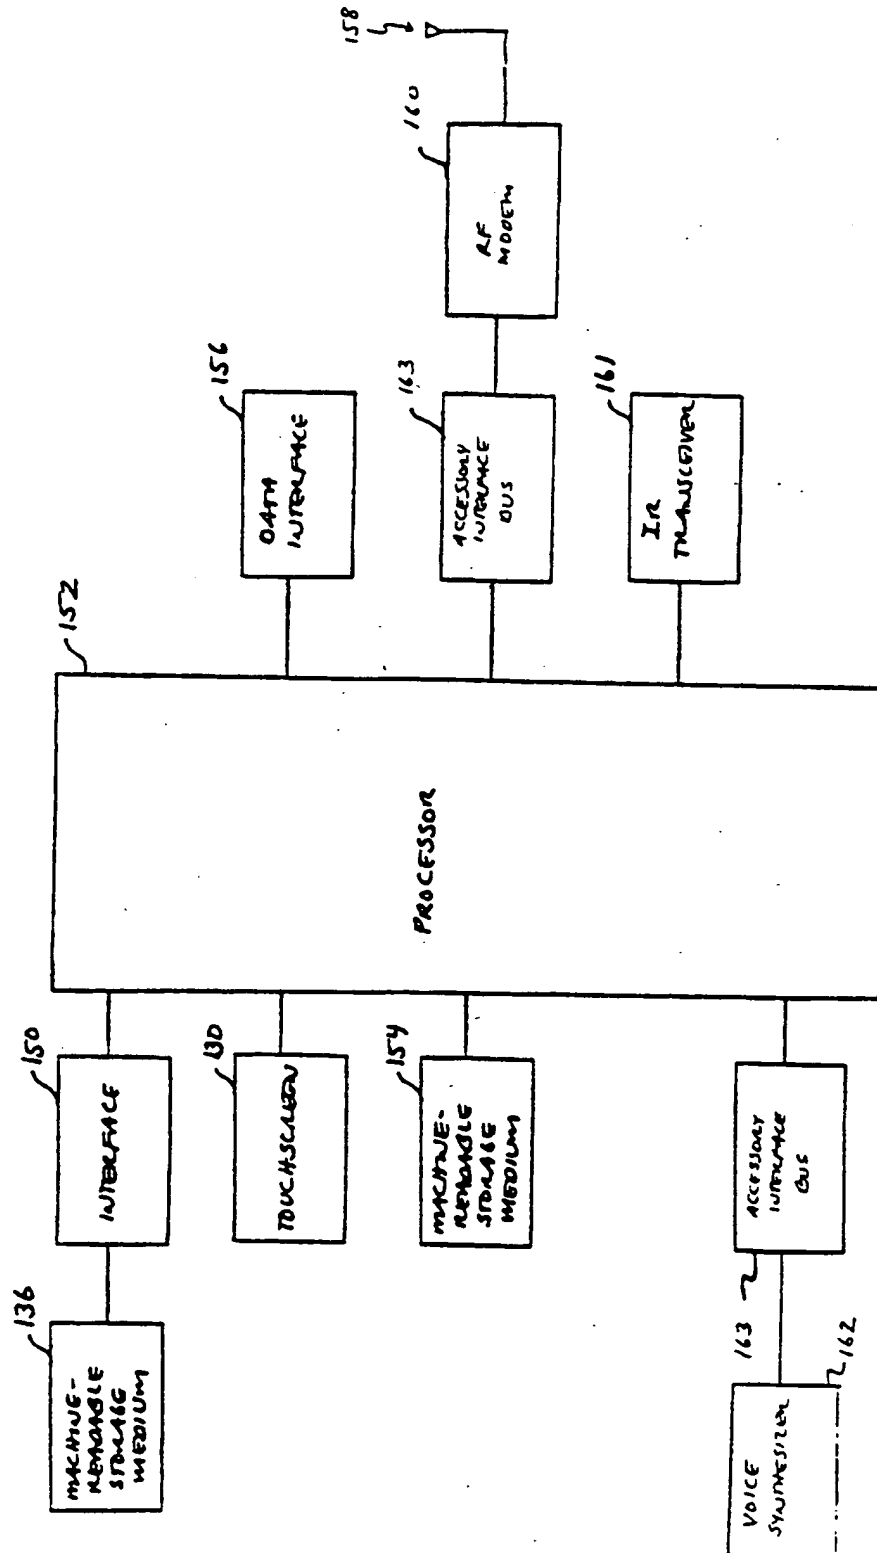 136
MACHINE-
READABLE
STORAGE
MEDIUM
150
INTERFACE
130
TOUCHSCREEN
154
MACHINE-
READABLE
STORAGE
MEDIUM
163
ACCESSORY
INTERFACE
BUS
162
VOICE
SYNTHESIZER
152
PROCESSOR
156
DATA
INTERFACE
163
ACCESSORY
INTERFACE
BUS
161
IR
TRANSCEIVER
160
RF
MODEM
158